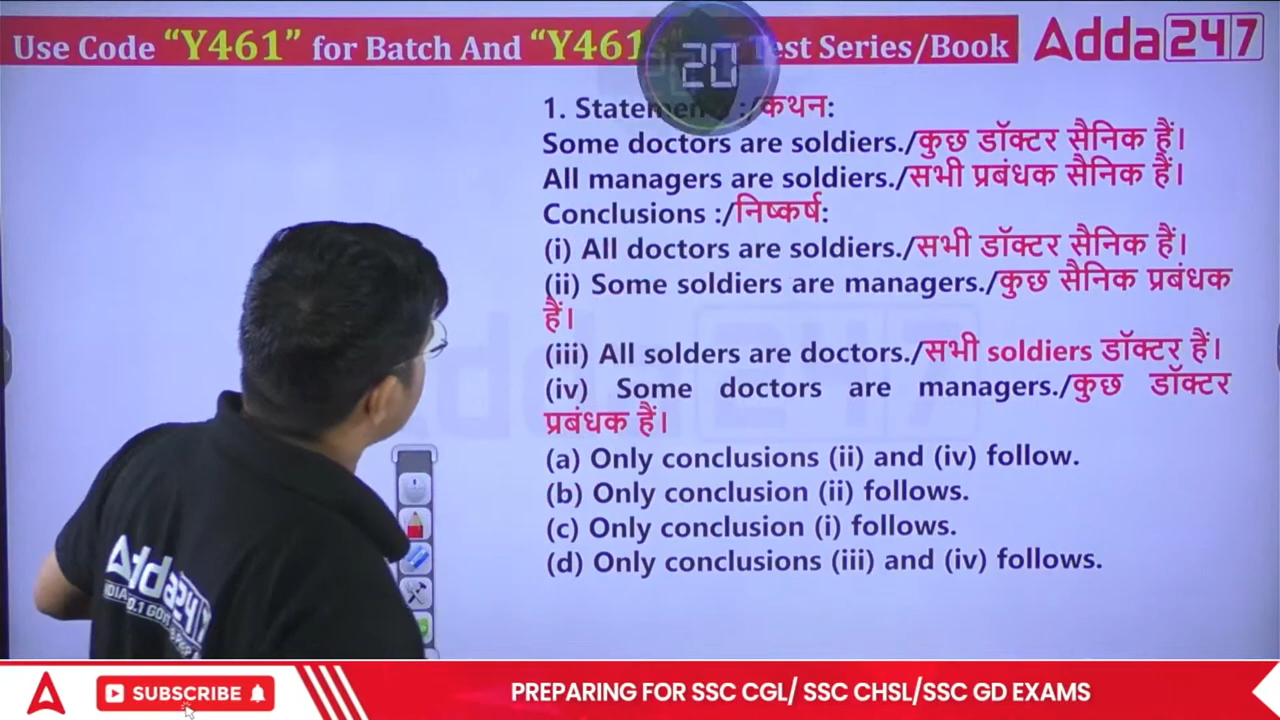 Use Code “Y461” for Batch And “Y461 Test Series/Book
Adda247
20
1. Statemen :/कथन:
Some doctors are soldiers./कुछ डॉक्टर सैनिक हैं।
All managers are soldiers./सभी प्रबंधक सैनिक हैं।
Conclusions :/निष्कर्ष:
(i) All doctors are soldiers./सभी डॉक्टर सैनिक हैं।
(ii) Some soldiers are managers./कुछ सैनिक प्रबंधक
हैं।
(iii) All solders are doctors./सभी soldiers डॉक्टर हैं।
(iv) Some doctors are managers./कुछ डॉक्टर
प्रबंधक हैं।
(a) Only conclusions (ii) and (iv) follow.
(b) Only conclusion (ii) follows.
(c) Only conclusion (i) follows.
(d) Only conclusions (iii) and (iv) follows.
Adda247
Adda247
SUBSCRIBE
PREPARING FOR SSC CGL/ SSC CHSL/SSC GD EXAMS